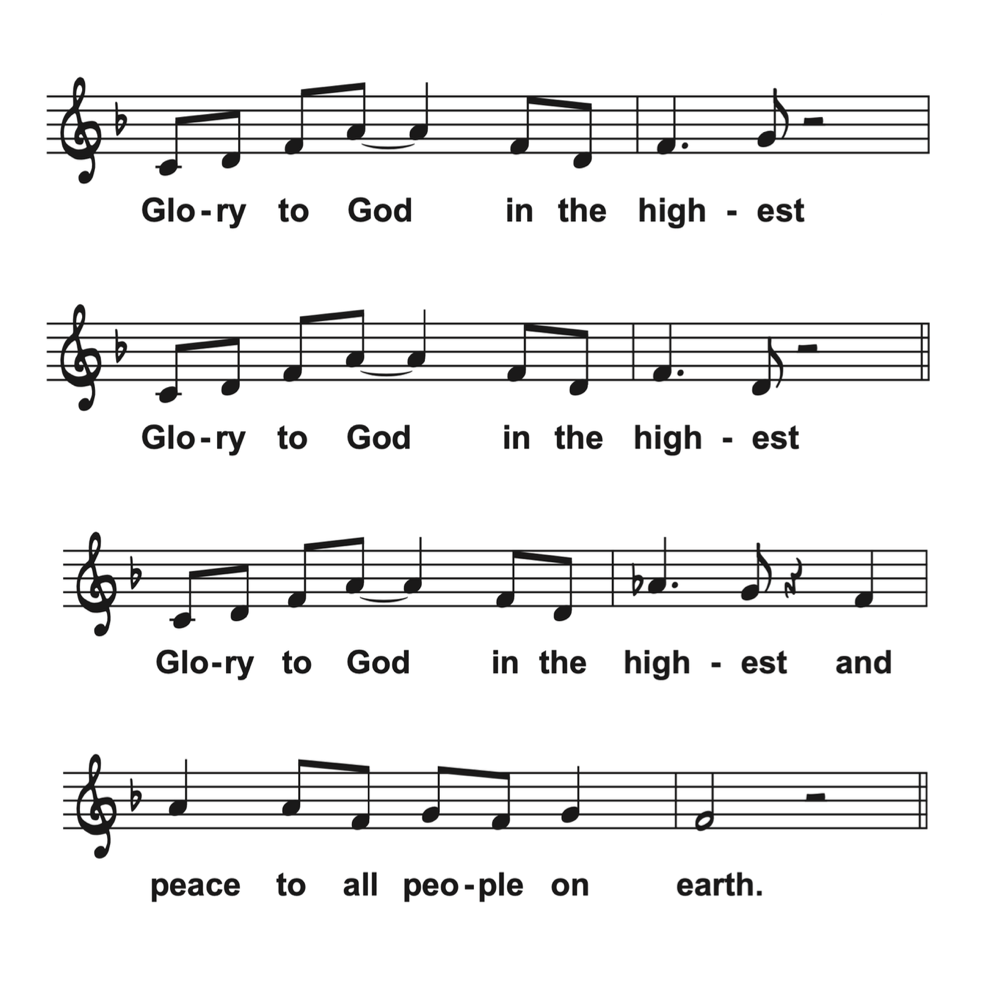 Glo-ry to God in the high - est
Glo-ry to God in the high - est
Glo-ry to God in the high - est and
peace to all peo-ple on earth.